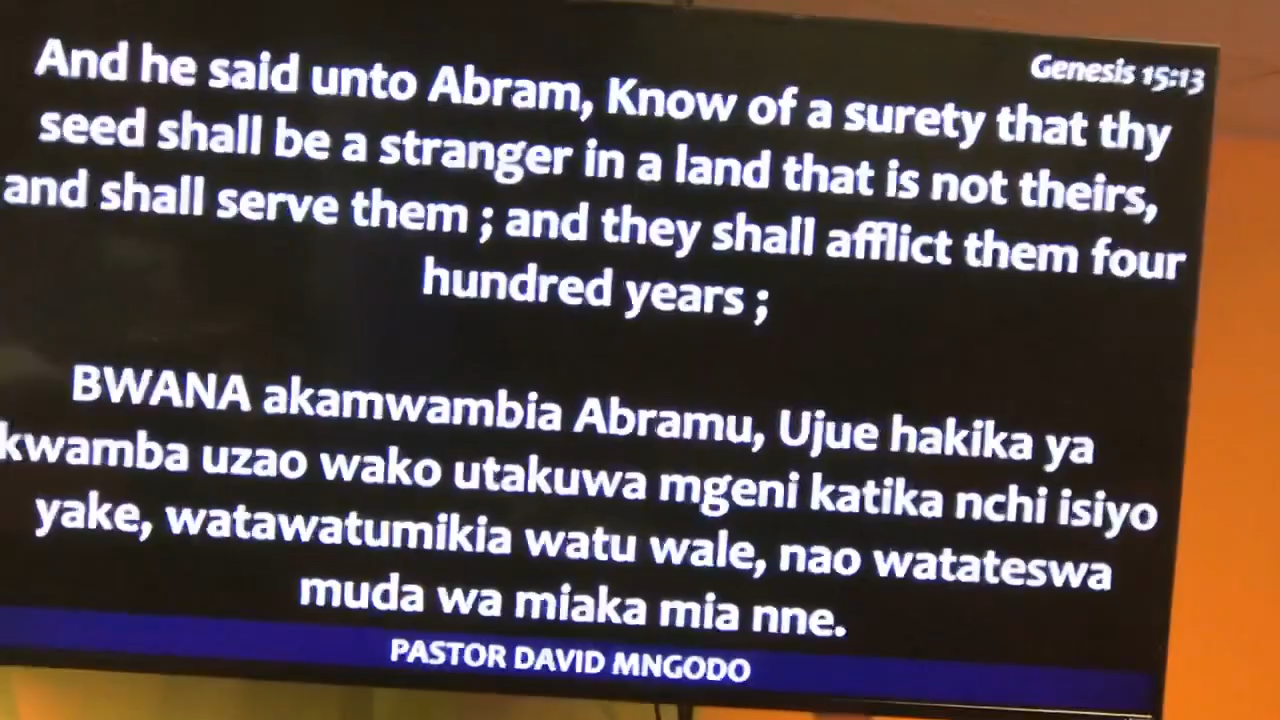 Genesis 15:13
And he said unto Abram, Know of a surety that thy
seed shall be a stranger in a land that is not theirs,
and shall serve them ; and they shall afflict them four
hundred years ;
BWANA akamwambia Abramu, Ujue hakika ya
kwamba uzao wako utakuwa mgeni katika nchi isiyo
yake, watawatumikia watu wale, nao watateswa
muda wa miaka mia nne.
PASTOR DAVID MNGODO